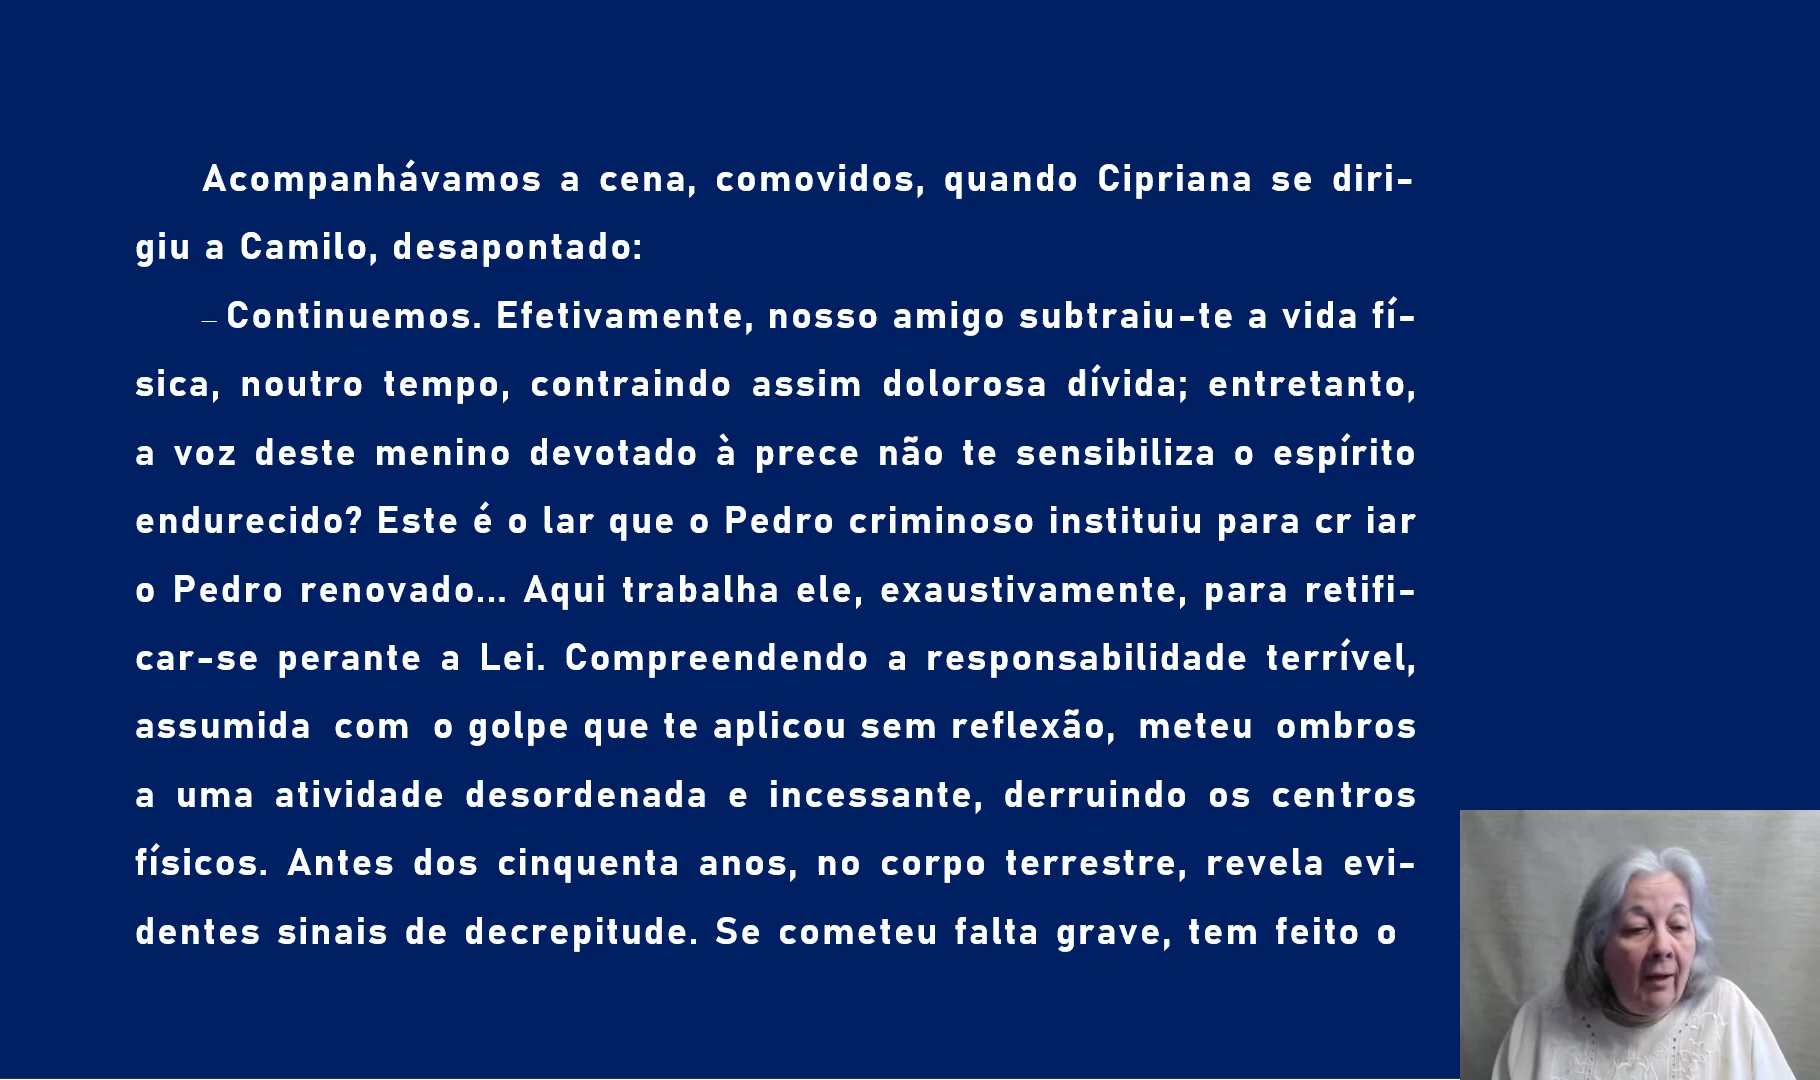 Acompanhávamos a cena, comovidos, quando Cipriana se diri-
giu a Camilo, desapontado:
– Continuemos. Efetivamente, nosso amigo subtraiu-te a vida fí-
sica, noutro tempo, contraindo assim dolorosa dívida; entretanto,
a voz deste menino devotado à prece não te sensibiliza o espírito
endurecido? Este é o lar que o Pedro criminoso instituiu para cr iar
o Pedro renovado... Aqui trabalha ele, exaustivamente, para retifi-
car-se perante a Lei. Compreendendo a responsabilidade terrível,
assumida com o golpe que te aplicou sem reflexão, meteu ombros
a uma atividade desordenada e incessante, derruindo os centros
físicos. Antes dos cinquenta anos, no corpo terrestre, revela evi-
dentes sinais de decrepitude. Se cometeu falta grave, tem feito o